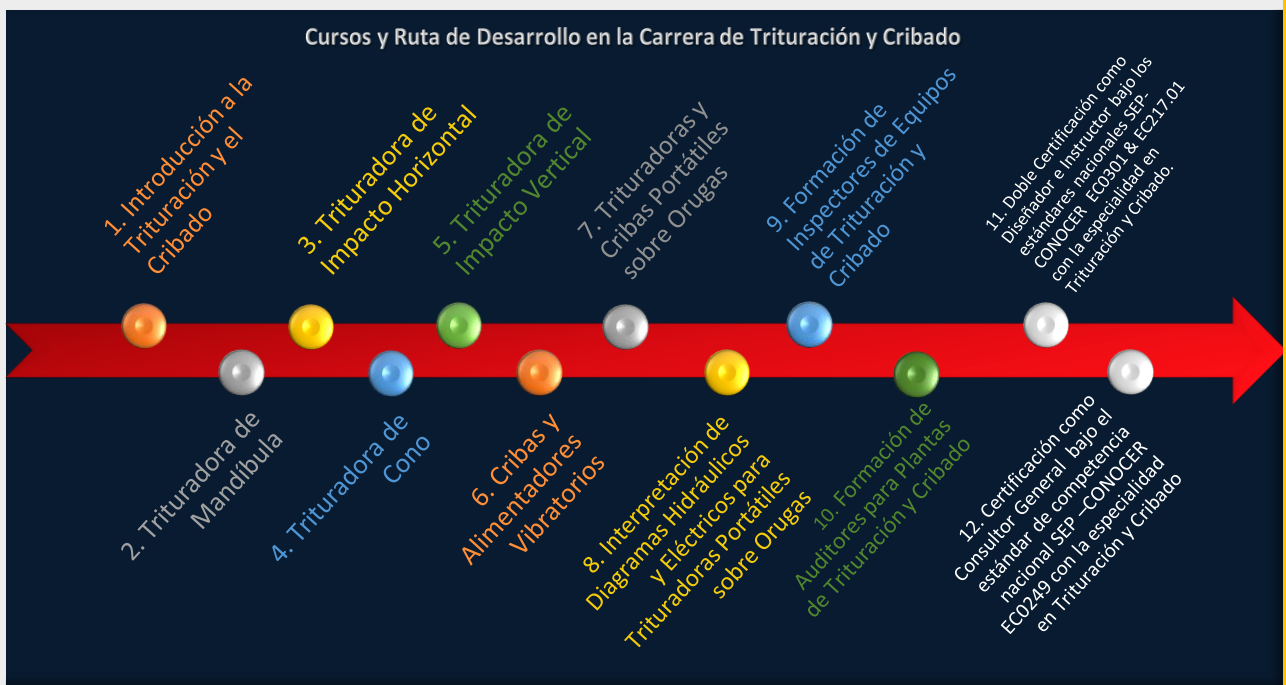 Cursos y Ruta de Desarrollo en la Carrera de Trituración y Cribado
1. Introducción a la
Trituración y el
Cribado
2. Trituradora de
Mandíbula
3. Trituradora de
Impacto Horizontal
4. Trituradora de
Cono
5. Trituradora de
Impacto Vertical
6. Cribas y
Alimentadores
Vibratorios
7. Trituradoras y
Cribas Portátiles
sobre Orugas
8. Interpretación de
Diagramas Hidráulicos
y Eléctricos para
Trituradoras Portátiles
sobre Orugas
9. Formación de
Inspectores de Equipos
de Trituración y
Cribado
10. Formación de
Auditores para Plantas
de Trituración y Cribado
11. Doble Certificación como
Diseñador e Instructor bajo los
estándares nacionales SEP-
CONOCER ECO301 & EC217.01
con la especialidad en
Trituración y Cribado.
12. Certificación como
Consultor General bajo el
estándar de competencia
nacional SEP –CONOCER
EC0249 con la especialidad
en Trituración y Cribado